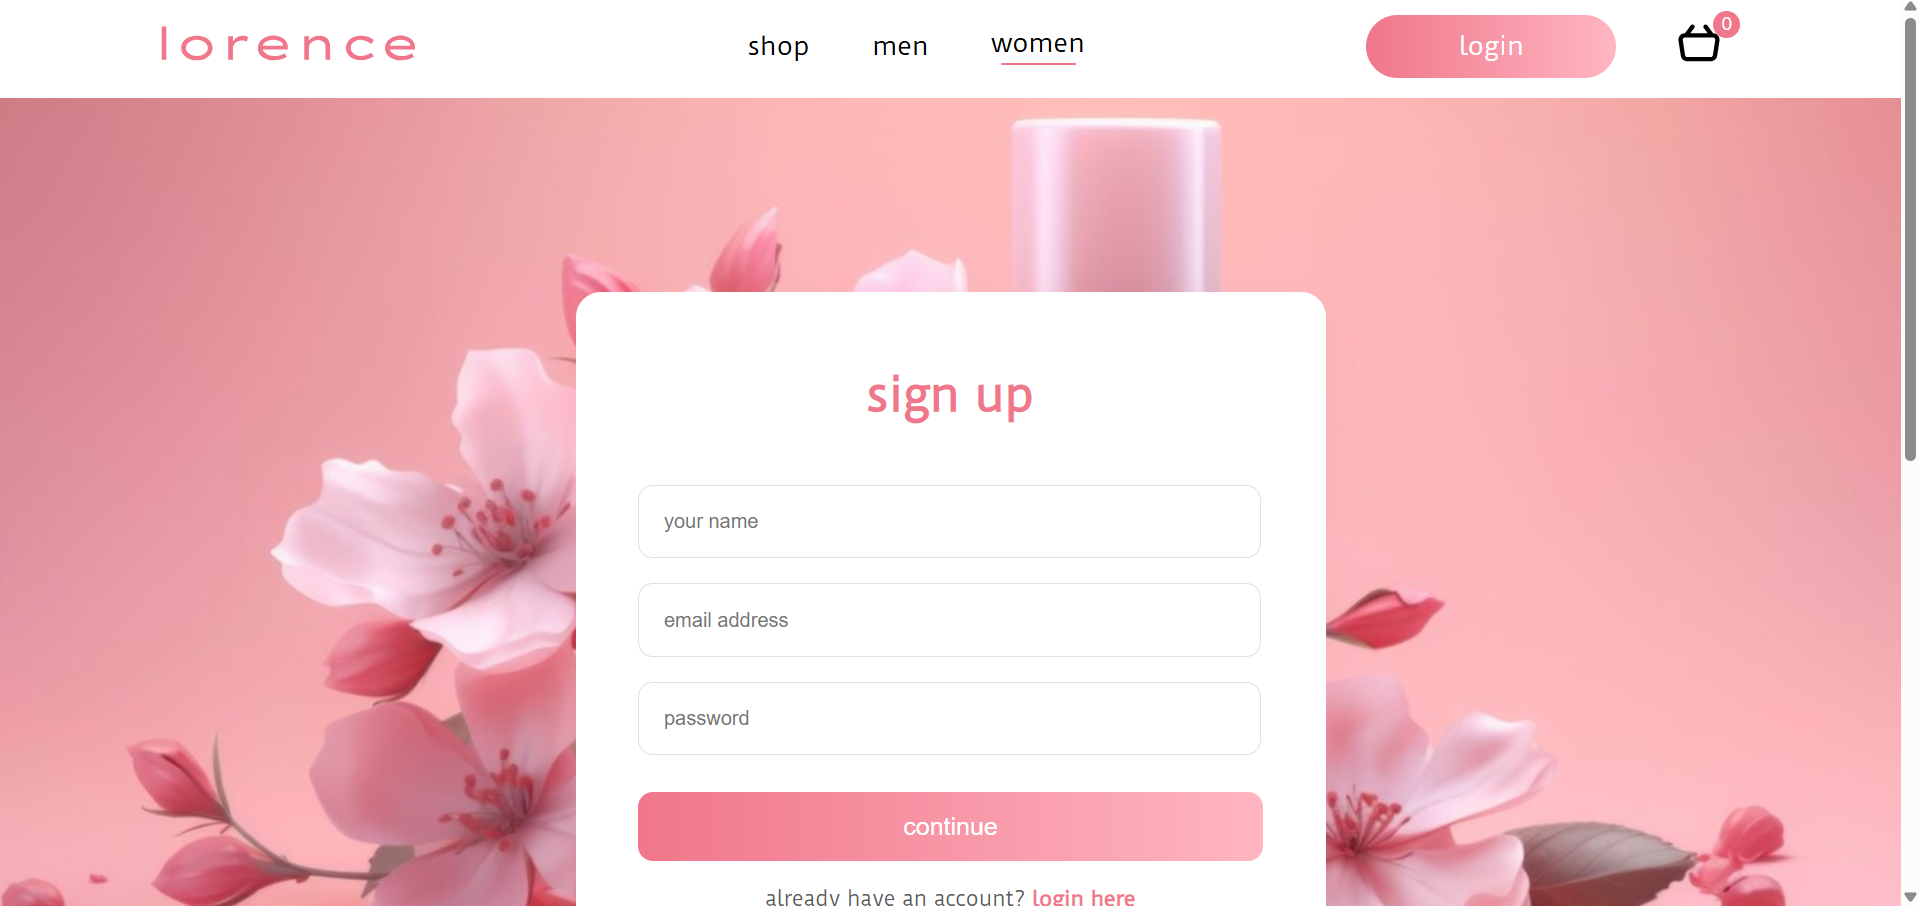 lorence
shop men women
login
0
sign up
your name
email address
password
continue
already have an account? login here